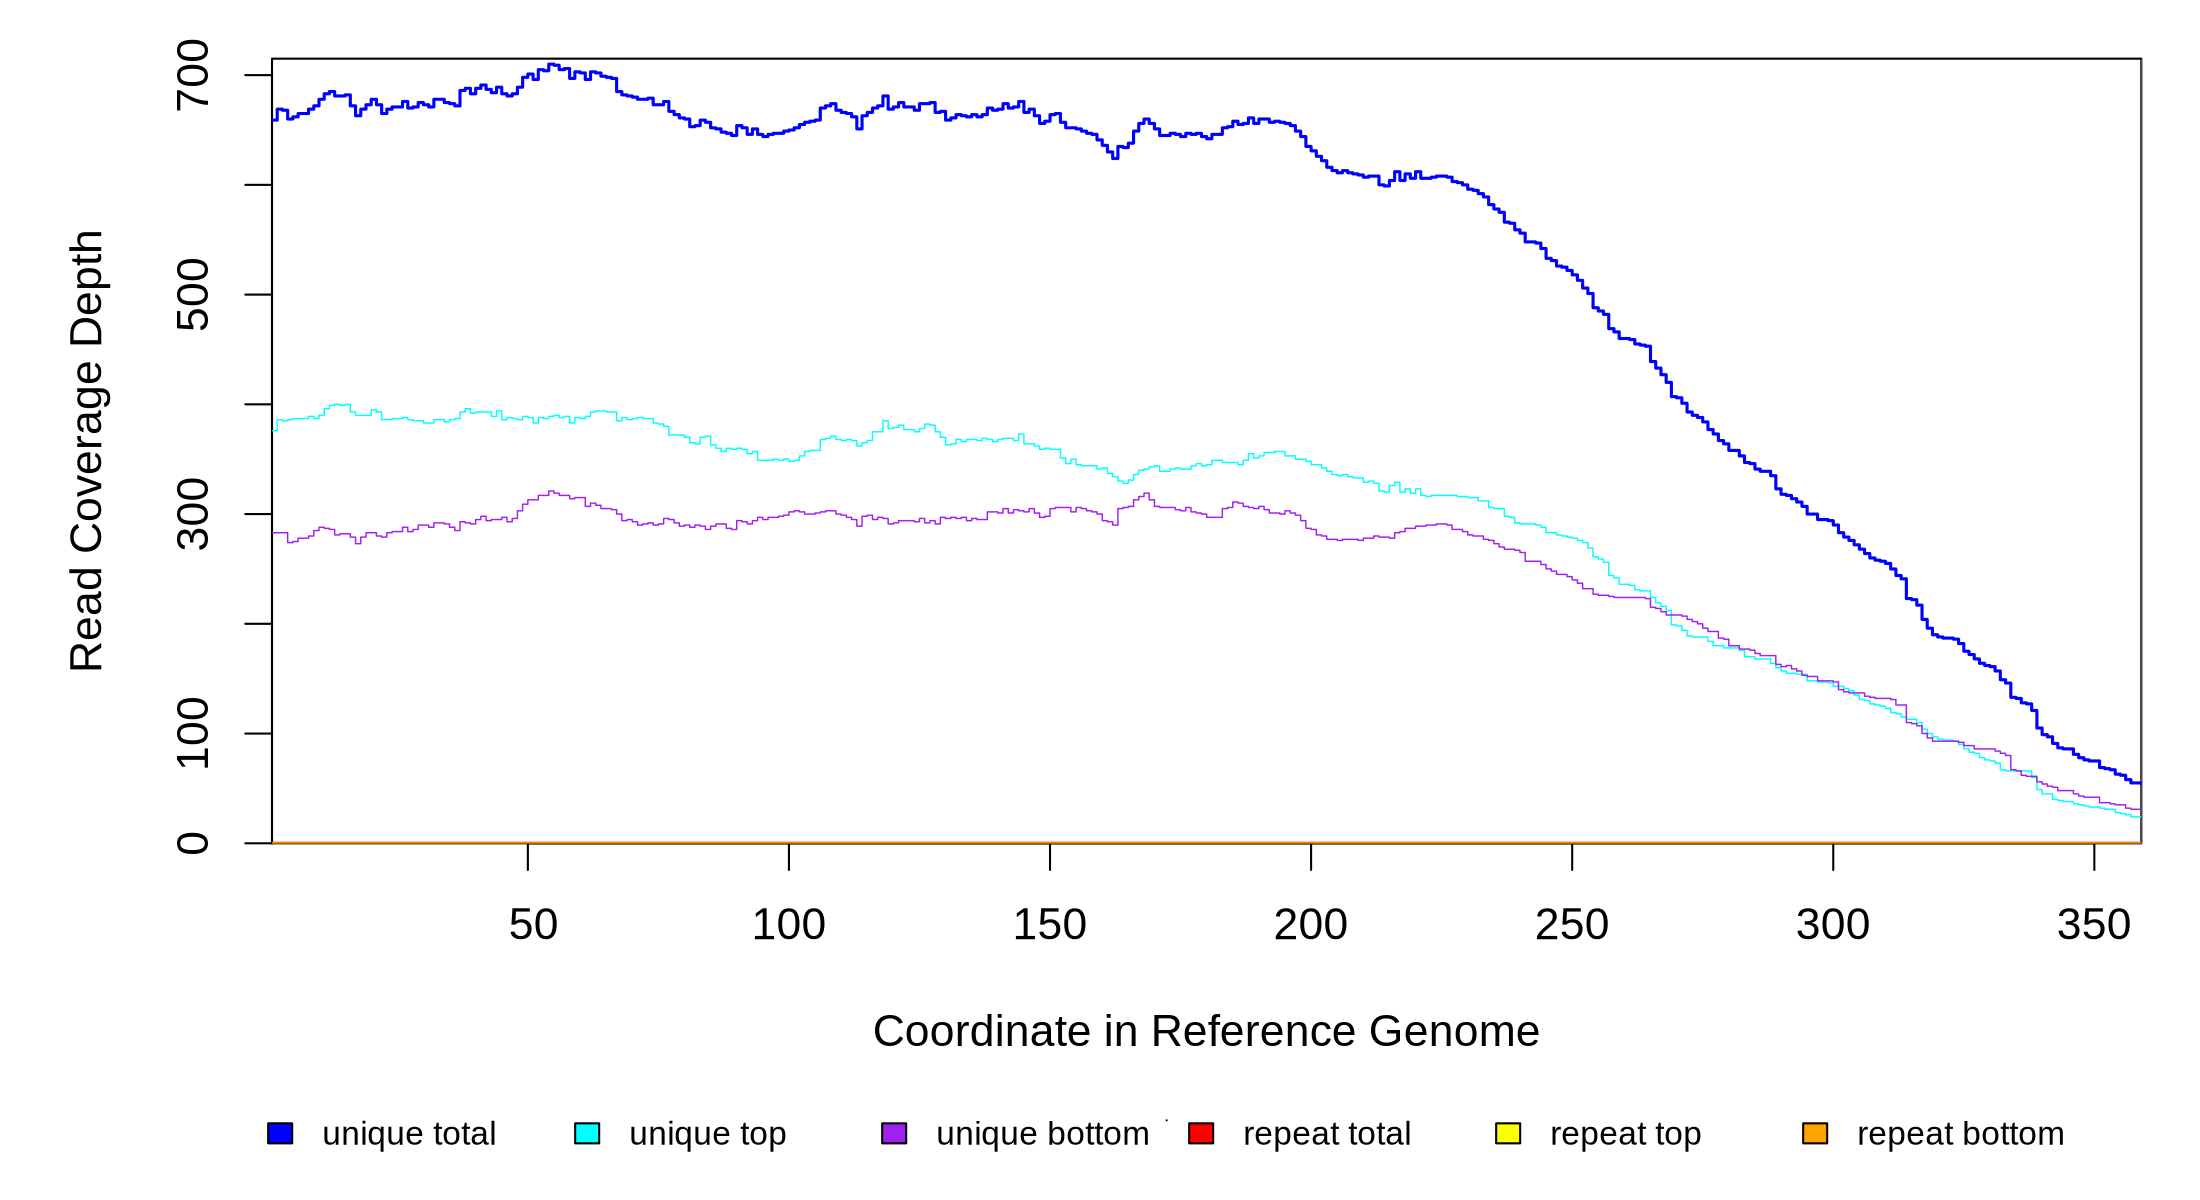 Read Coverage Depth
700
500
300
100
0
50 100 150 200 250 300 350
Coordinate in Reference Genome
unique total unique top unique bottom repeat total repeat top repeat bottom